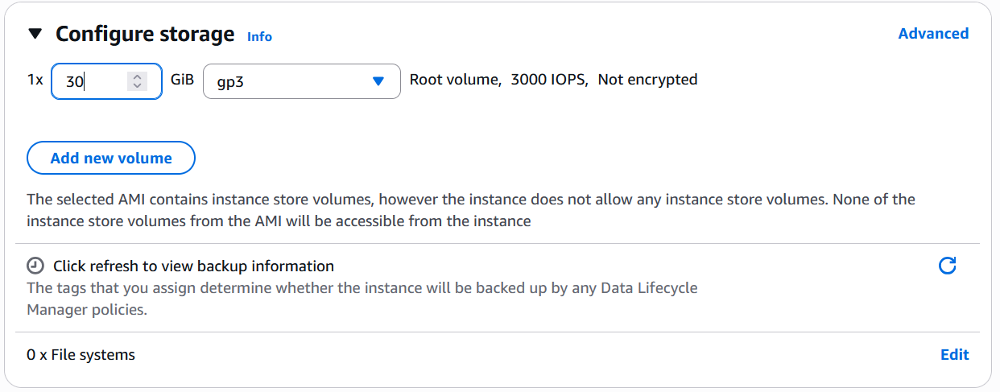 Configure storage Info Advanced
1x 30 GiB gp3 Root volume, 3000 IOPS, Not encrypted
Add new volume
The selected AMI contains instance store volumes, however the instance does not allow any instance store volumes. None of the
instance store volumes from the AMI will be accessible from the instance
Click refresh to view backup information
The tags that you assign determine whether the instance will be backed up by any Data Lifecycle
Manager policies.
0 x File systems Edit